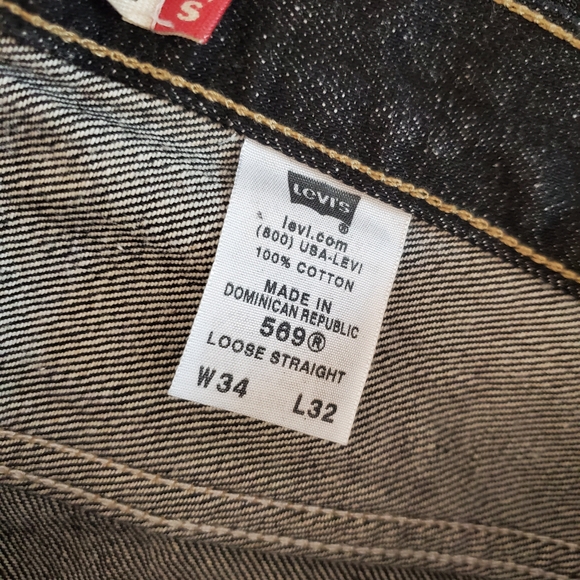 S
LEVI'S
®
levi.com
(800) USA-LEVI
100% COTTON
MADE IN
DOMINICAN REPUBLIC
569®
LOOSE STRAIGHT
W34 L32